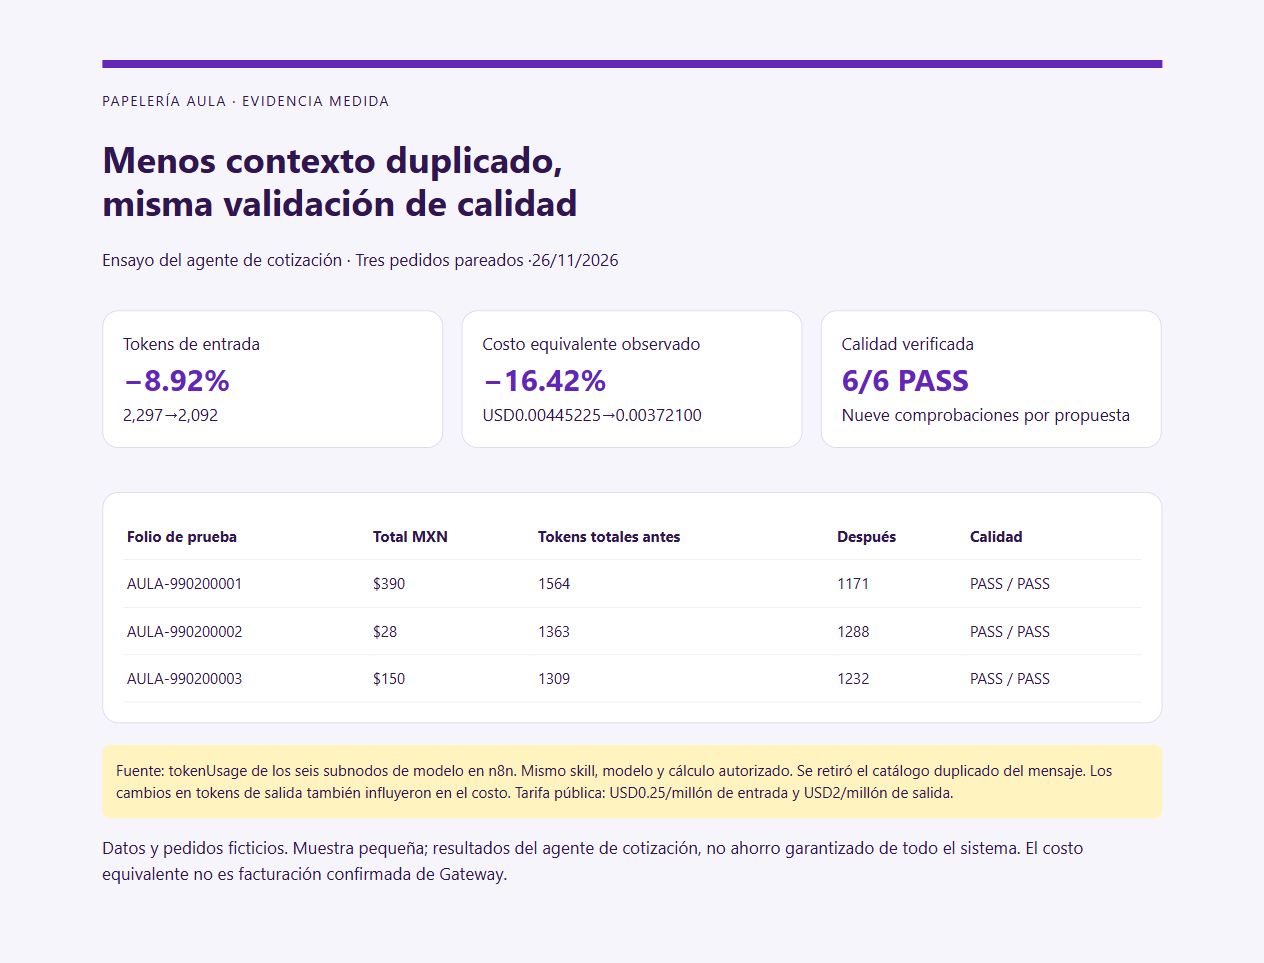 PAPELERÍA AULA · EVIDENCIA MEDIDA
Menos contexto duplicado,
misma validación de calidad
Ensayo del agente de cotización · Tres pedidos pareados ·26/11/2026
Tokens de entrada
−8.92%
2,297→2,092
Costo equivalente observado
−16.42%
USD0.00445225→0.00372100
Calidad verificada
6/6 PASS
Nueve comprobaciones por propuesta
Folio de prueba Total MXN Tokens totales antes Después Calidad
AULA-990200001 $390 1564 1171 PASS / PASS
AULA-990200002 $28 1363 1288 PASS / PASS
AULA-990200003 $150 1309 1232 PASS / PASS
Fuente: tokenUsage de los seis subnodos de modelo en n8n. Mismo skill, modelo y cálculo autorizado. Se retiró el catálogo duplicado del mensaje. Los
cambios en tokens de salida también influyeron en el costo. Tarifa pública: USD0.25/millón de entrada y USD2/millón de salida.
Datos y pedidos ficticios. Muestra pequeña; resultados del agente de cotización, no ahorro garantizado de todo el sistema. El costo
equivalente no es facturación confirmada de Gateway.